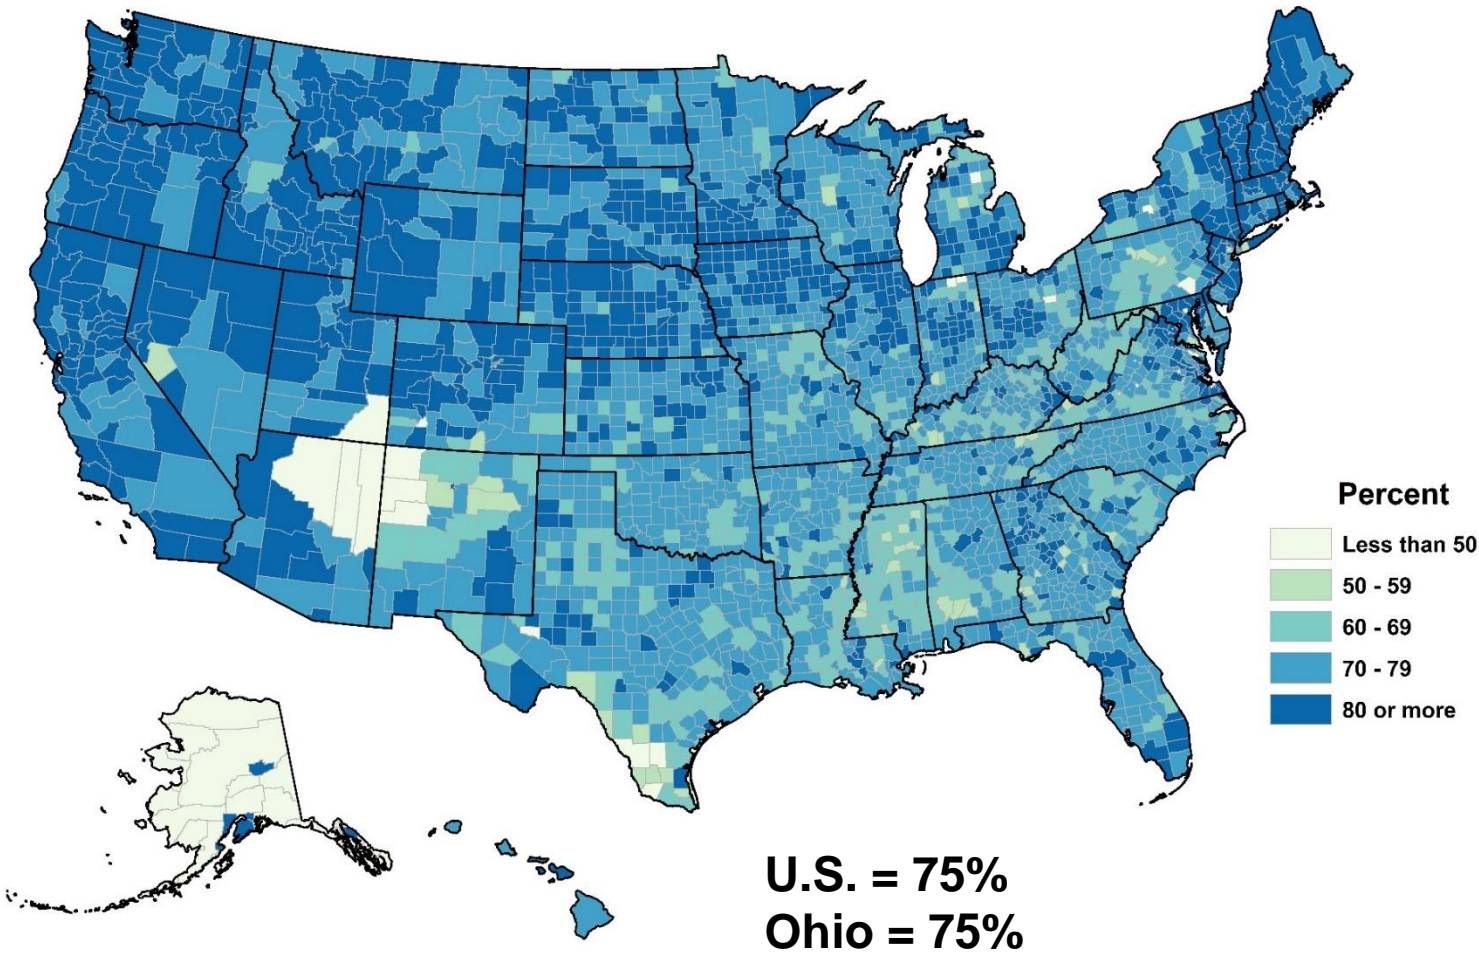 Percent
Less than 50
50 - 59
60 - 69
70 - 79
80 or more
U.S. = 75%
Ohio = 75%